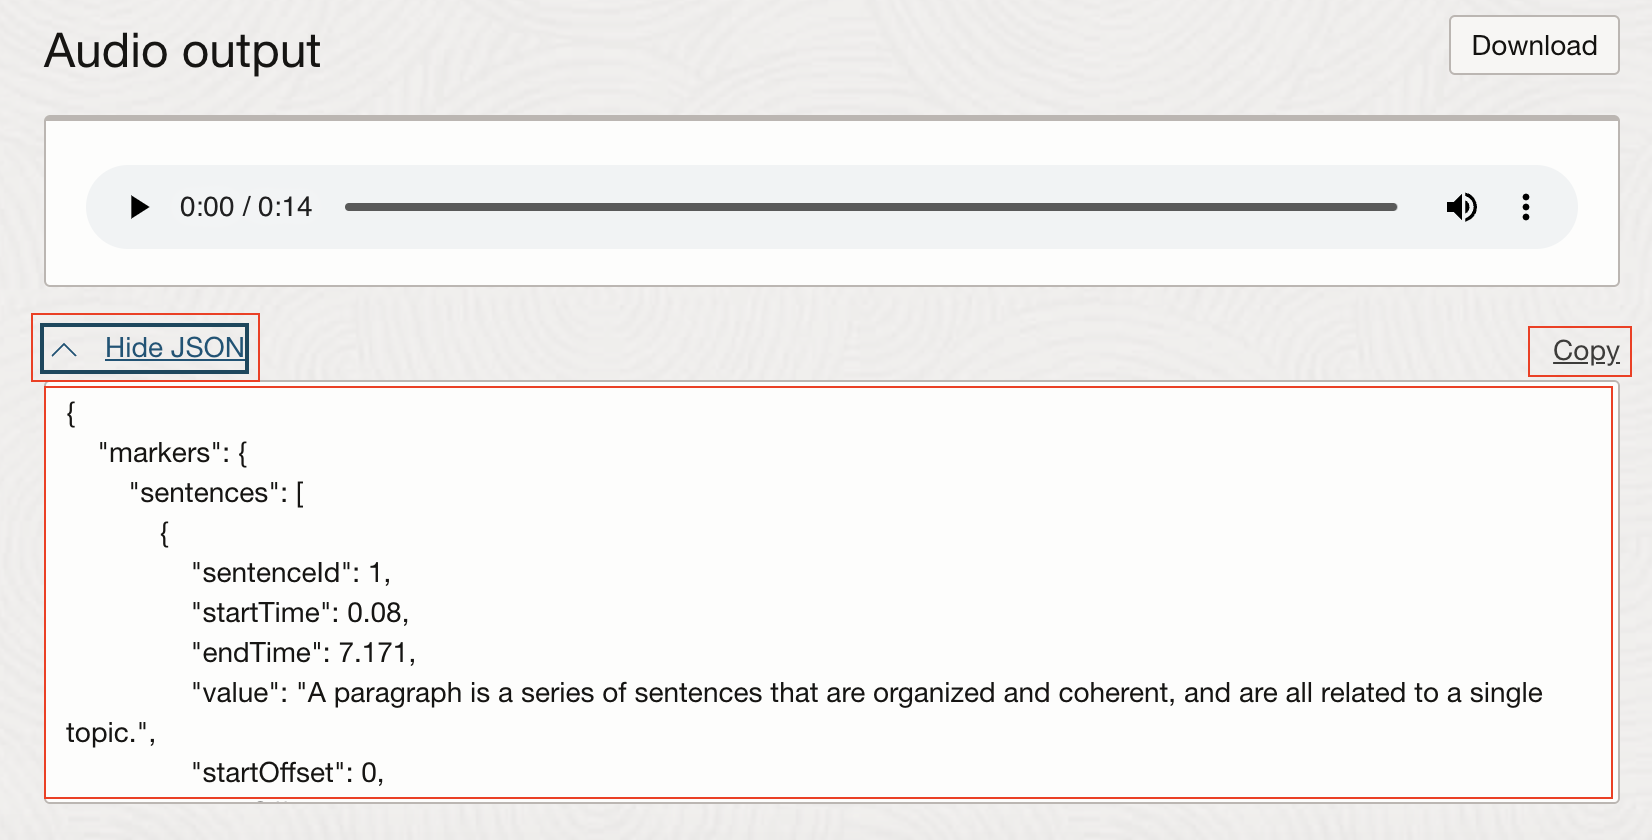 Audio output
Download
0:00 / 0:14
Hide JSON
Copy
{
"markers": {
"sentences": [
{
"sentenceId": 1,
"startTime": 0.08,
"endTime": 7.171,
"value": "A paragraph is a series of sentences that are organized and coherent, and are all related to a single
topic.",
"startOffset": 0,